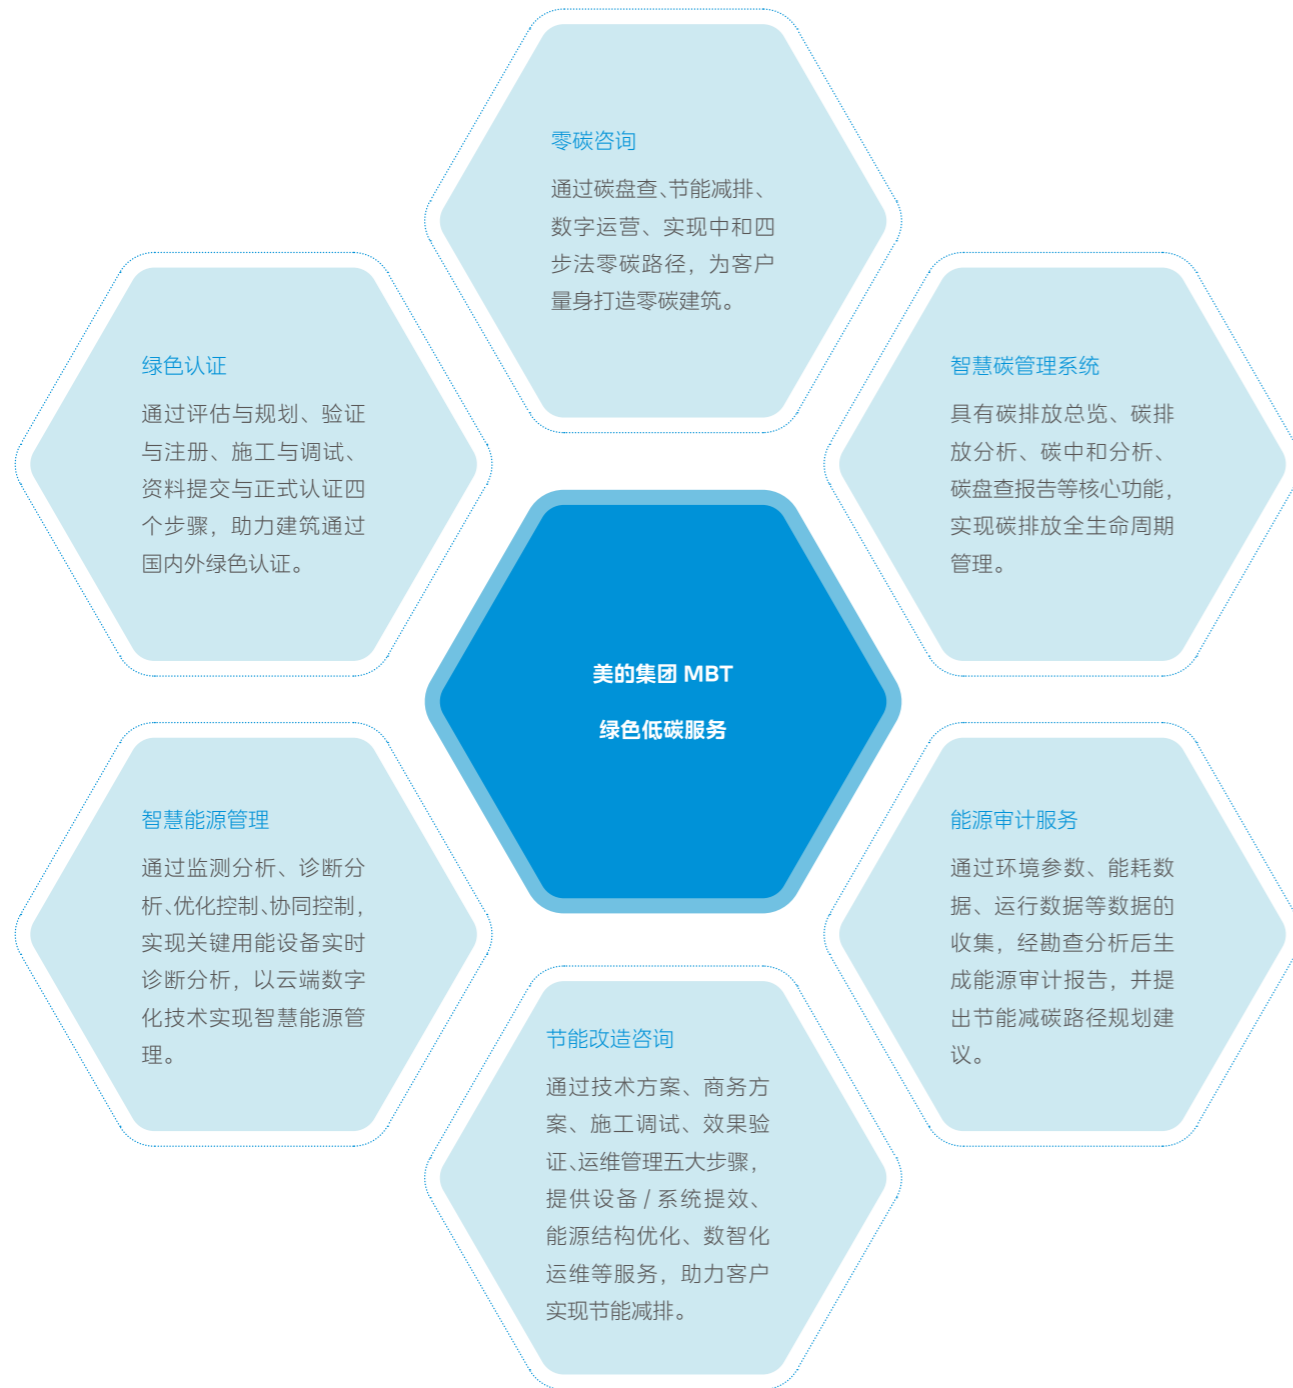 零碳咨询
通过碳盘查、节能减排、
数字运营、实现中和四
步法零碳路径，为客户
量身打造零碳建筑。
绿色认证
通过评估与规划、验证
与注册、施工与调试、
资料提交与正式认证四
个步骤，助力建筑通过
国内外绿色认证。
智慧碳管理系统
具有碳排放总览、碳排
放分析、碳中和分析、
碳盘查报告等核心功能，
实现碳排放全生命周期
管理。
美的集团 MBT
绿色低碳服务
智慧能源管理
通过监测分析、诊断分
析、优化控制、协同控制，
实现关键用能设备实时
诊断分析，以云端数字
化技术实现智慧能源管
理。
能源审计服务
通过环境参数、能耗数
据、运行数据等数据的
收集，经勘查分析后生
成能源审计报告，并提
出节能减碳路径规划建
议。
节能改造咨询
通过技术方案、商务方
案、施工调试、效果验
证、运维管理五大步骤，
提供设备 / 系统提效、
能源结构优化、数智化
运维等服务，助力客户
实现节能减排。